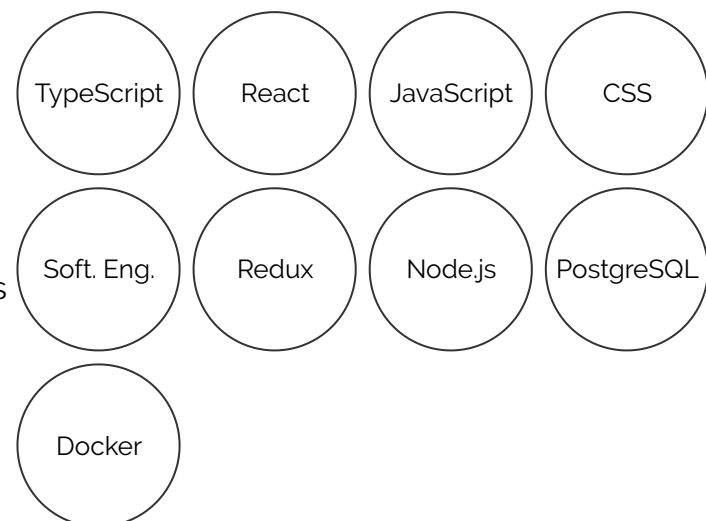 TypeScript React JavaScript CSS
Soft. Eng. Redux Node.js PostgreSQL
s
Docker